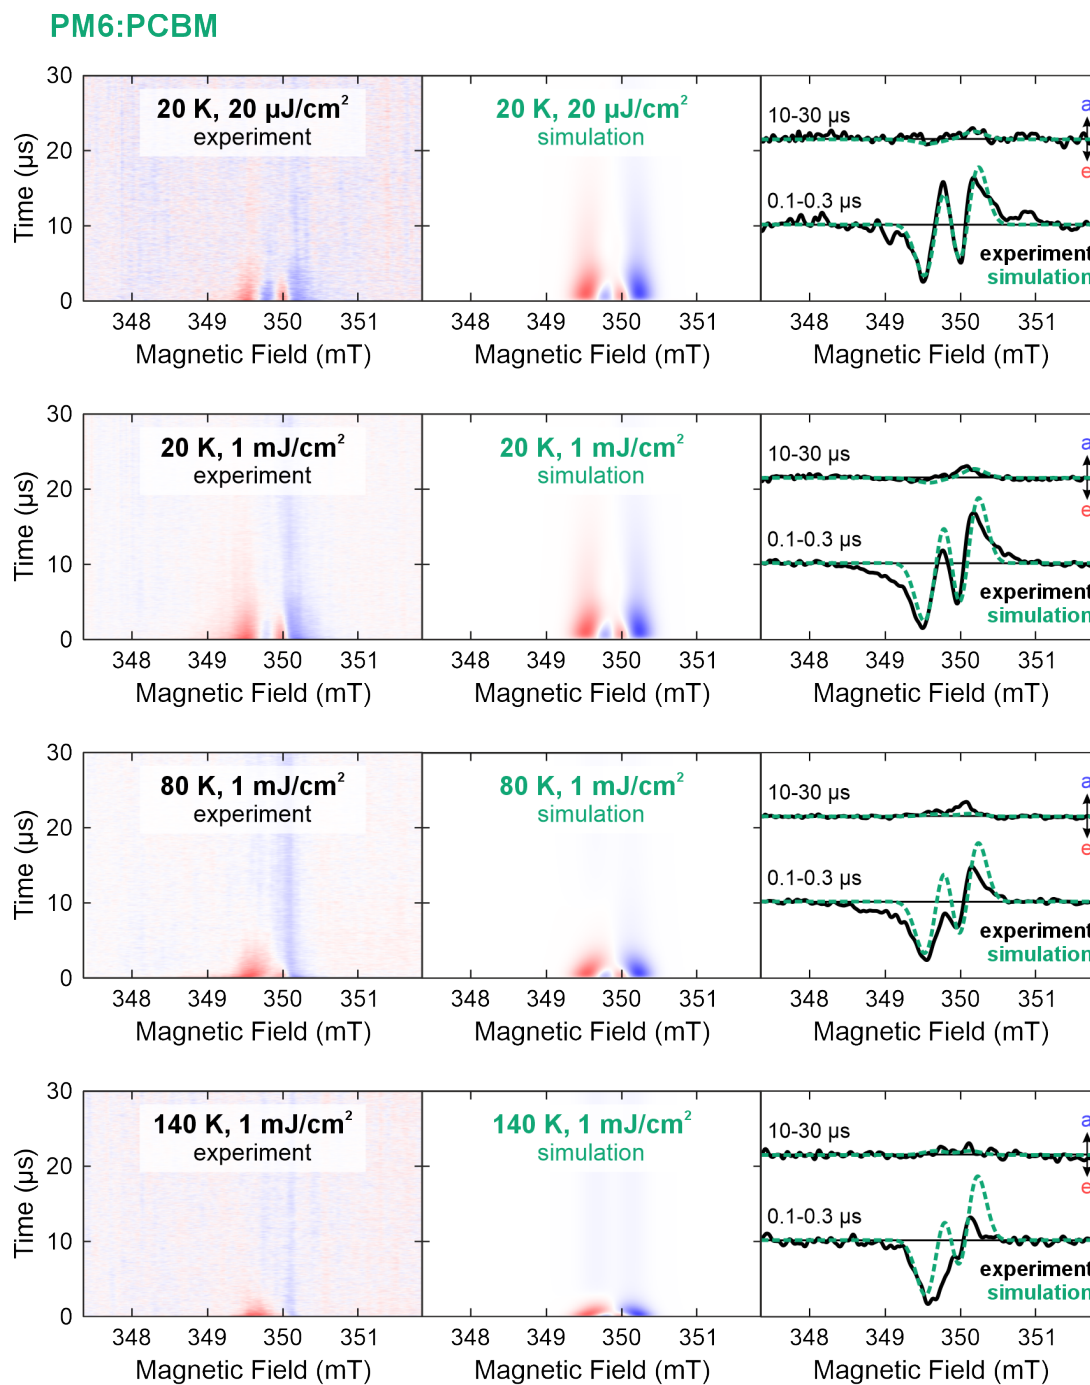 PM6:PCBM
30
20
10
0
Time (µs)
20 K, 20 µJ/cm²
experiment
348 349 350 351
Magnetic Field (mT)
20 K, 20 µJ/cm²
simulation
348 349 350 351
Magnetic Field (mT)
10-30 µs
0.1-0.3 µs
a
e
experiment
simulation
348 349 350 351
Magnetic Field (mT)
30
20
10
0
Time (µs)
20 K, 1 mJ/cm²
experiment
348 349 350 351
Magnetic Field (mT)
20 K, 1 mJ/cm²
simulation
348 349 350 351
Magnetic Field (mT)
10-30 µs
0.1-0.3 µs
a
e
experiment
simulation
348 349 350 351
Magnetic Field (mT)
30
20
10
0
Time (µs)
80 K, 1 mJ/cm²
experiment
348 349 350 351
Magnetic Field (mT)
80 K, 1 mJ/cm²
simulation
348 349 350 351
Magnetic Field (mT)
10-30 µs
0.1-0.3 µs
a
e
experiment
simulation
348 349 350 351
Magnetic Field (mT)
30
20
10
0
Time (µs)
140 K, 1 mJ/cm²
experiment
348 349 350 351
Magnetic Field (mT)
140 K, 1 mJ/cm²
simulation
348 349 350 351
Magnetic Field (mT)
10-30 µs
0.1-0.3 µs
a
e
experiment
simulation
348 349 350 351
Magnetic Field (mT)